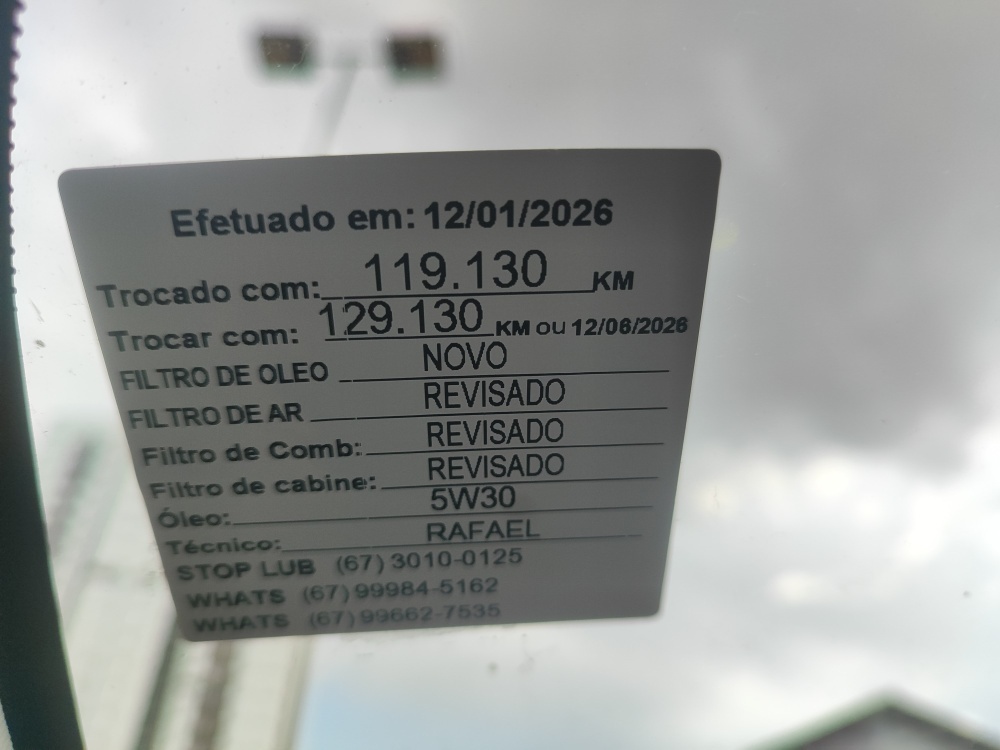 Efetuado em: 12/01/2026
Trocado com: 119.130 KM
Trocar com: 129.130 KM ou 12/06/2026
FILTRO DE OLEO NOVO
FILTRO DE AR REVISADO
Filtro de Comb: REVISADO
Filtro de cabine: REVISADO
Óleo: 5W30
Técnico: RAFAEL
STOP LUB (67) 3010-0125
WHATS (67) 99984-5162
WHATS (67) 99662-7535